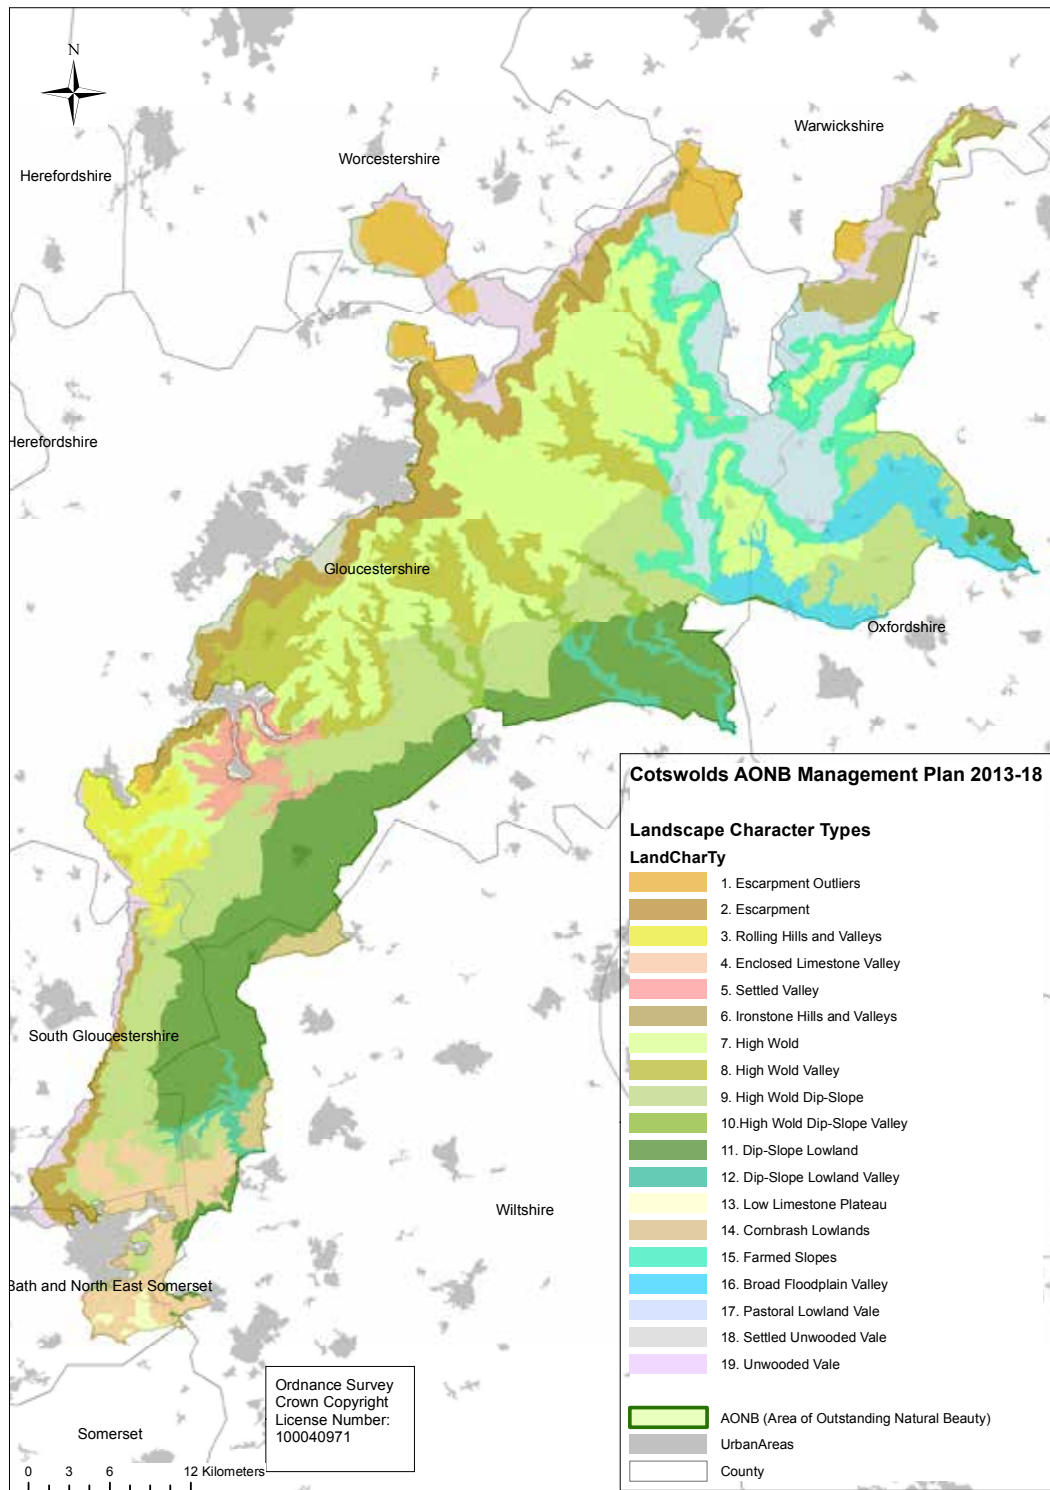 N
Warwickshire
Worcestershire
Herefordshire
Herefordshire
Gloucestershire
Oxfordshire
South Gloucestershire
Wiltshire
Bath and North East Somerset
Somerset
Cotswolds AONB Management Plan 2013-18
Landscape Character Types
LandCharTy
1. Escarpment Outliers
2. Escarpment
3. Rolling Hills and Valleys
4. Enclosed Limestone Valley
5. Settled Valley
6. Ironstone Hills and Valleys
7. High Wold
8. High Wold Valley
9. High Wold Dip-Slope
10.High Wold Dip-Slope Valley
11. Dip-Slope Lowland
12. Dip-Slope Lowland Valley
13. Low Limestone Plateau
14. Cornbrash Lowlands
15. Farmed Slopes
16. Broad Floodplain Valley
17. Pastoral Lowland Vale
18. Settled Unwooded Vale
19. Unwooded Vale
AONB (Area of Outstanding Natural Beauty)
UrbanAreas
County
Ordnance Survey
Crown Copyright
License Number:
100040971
0 3 6 12 Kilometers